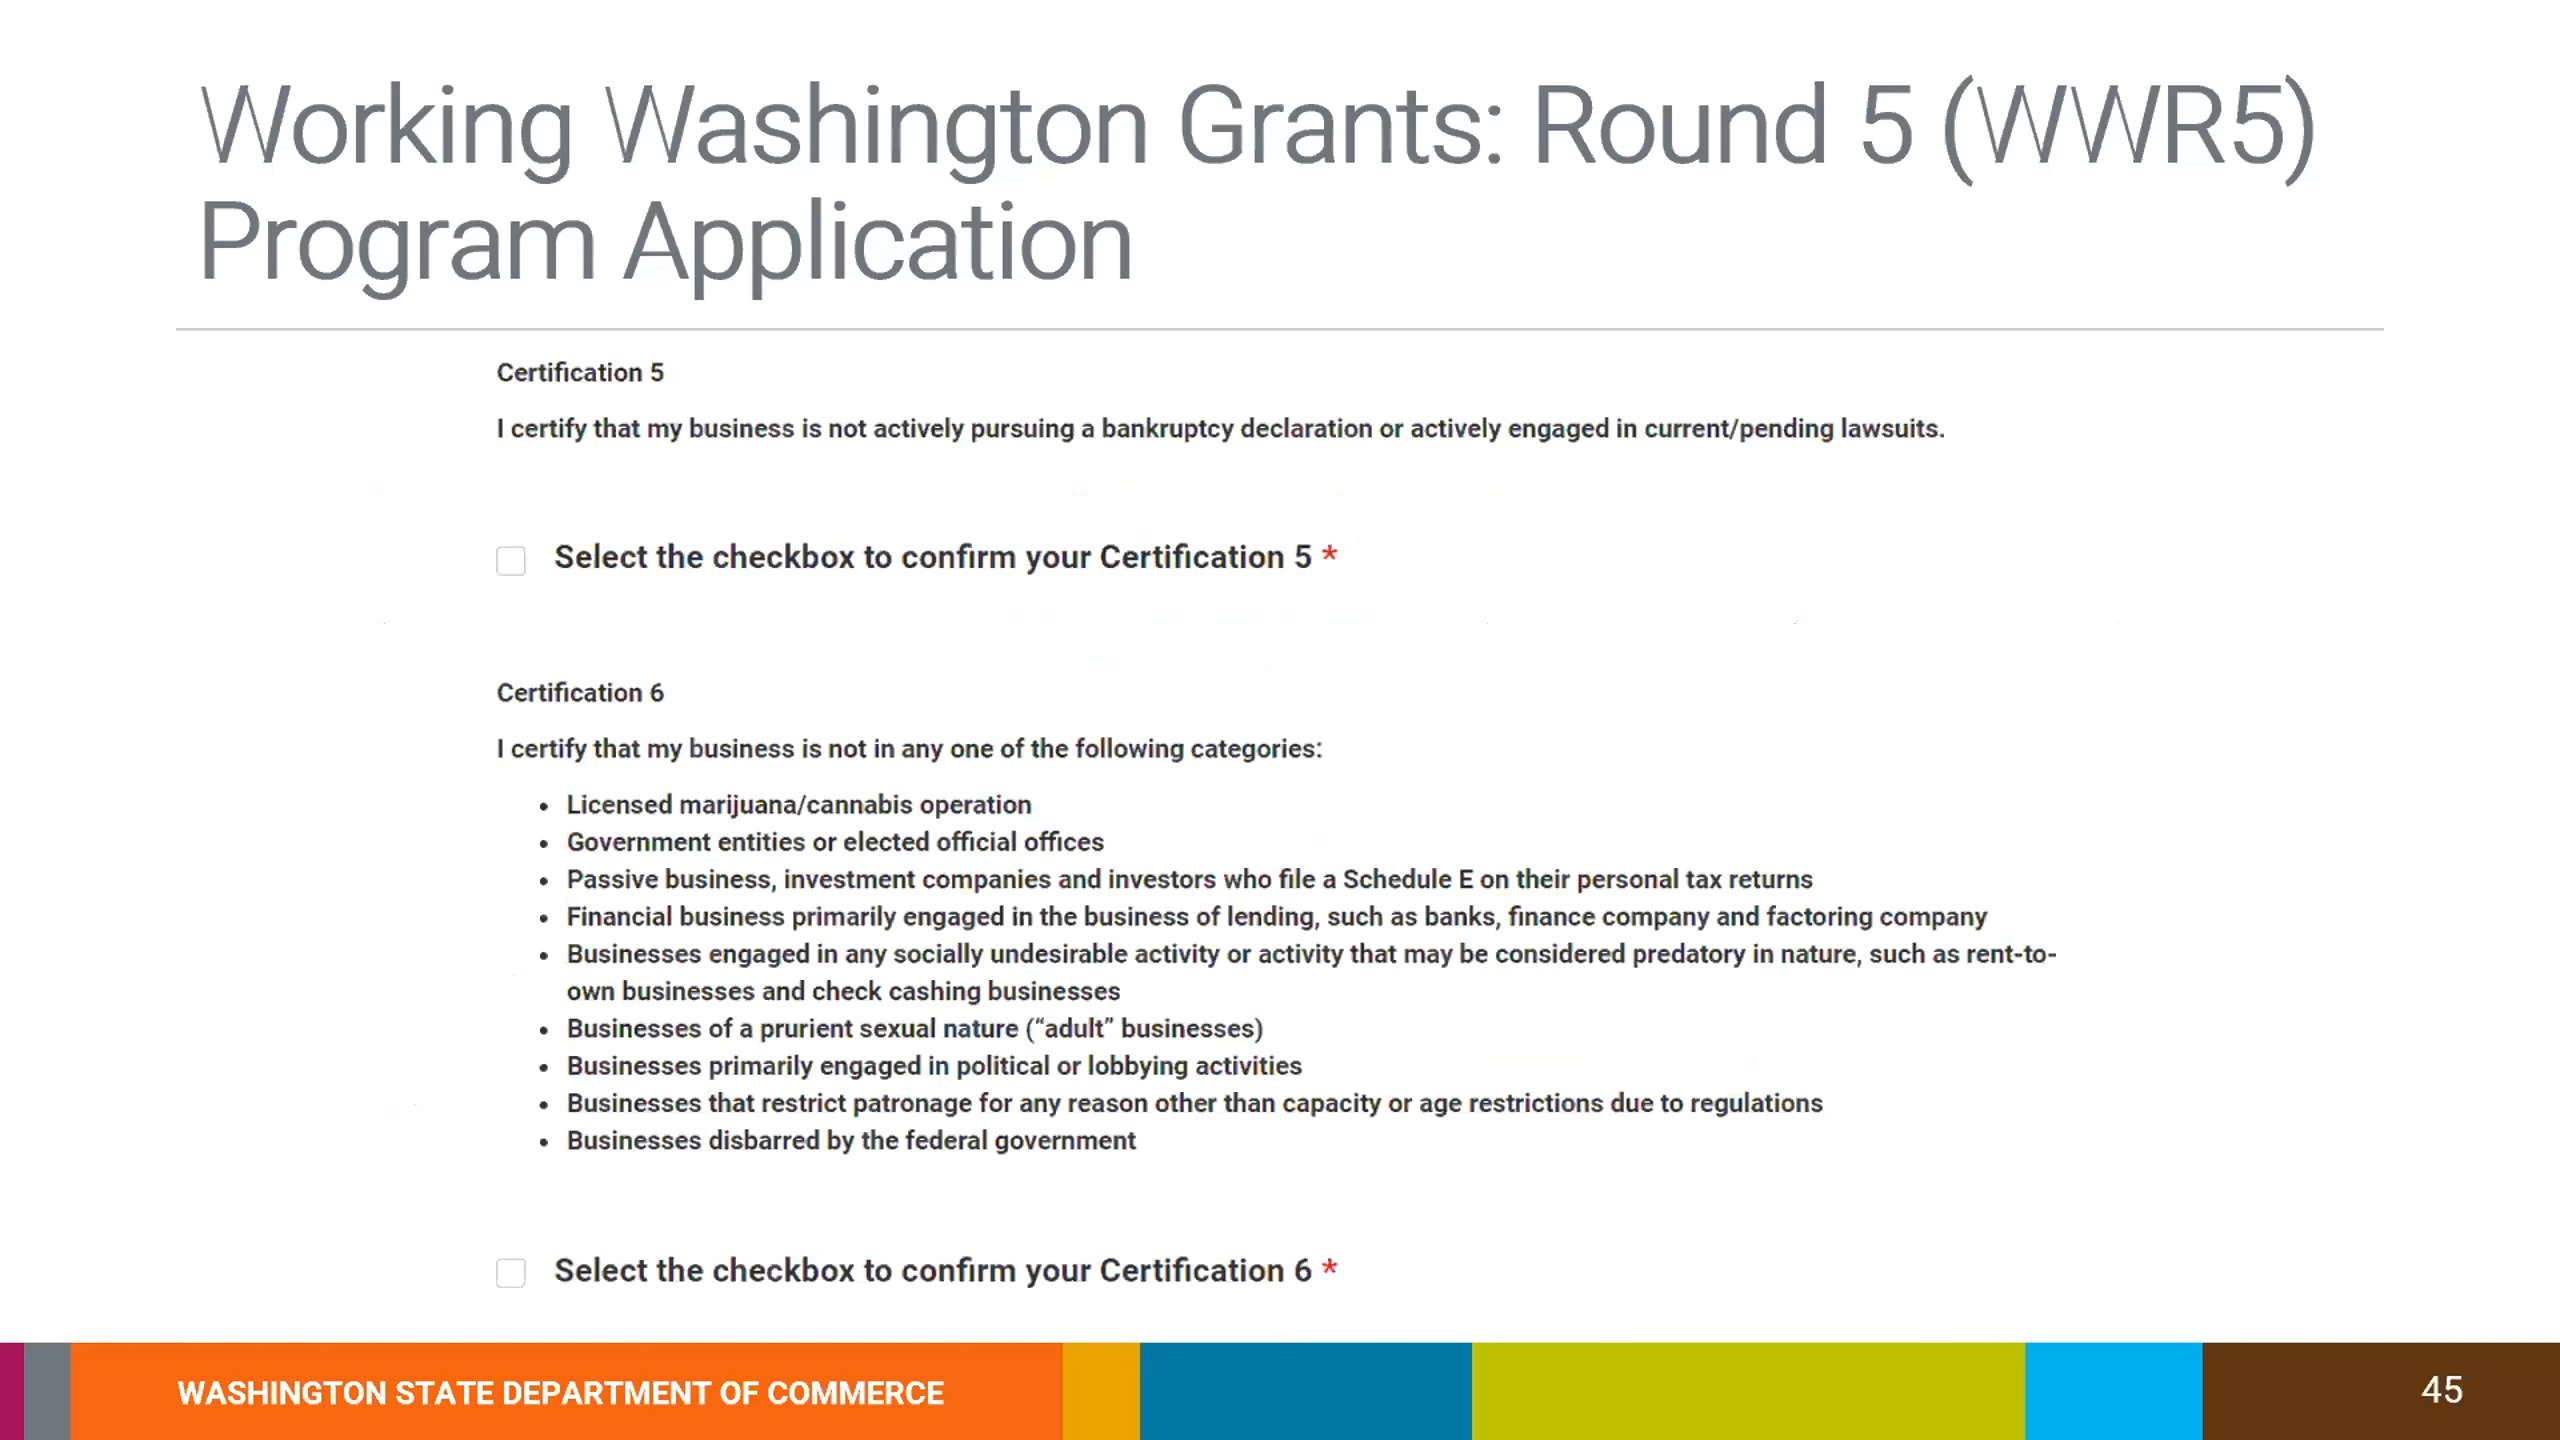 Working Washington Grants: Round 5 (WWR5)
Program Application
Certification 5
I certify that my business is not actively pursuing a bankruptcy declaration or actively engaged in current/pending lawsuits.
Select the checkbox to confirm your Certification 5 *
Certification 6
I certify that my business is not in any one of the following categories:
• Licensed marijuana/cannabis operation
• Government entities or elected official offices
• Passive business, investment companies and investors who file a Schedule E on their personal tax returns
• Financial business primarily engaged in the business of lending, such as banks, finance company and factoring company
• Businesses engaged in any socially undesirable activity or activity that may be considered predatory in nature, such as rent-to-
own businesses and check cashing businesses
• Businesses of a prurient sexual nature (“adult” businesses)
• Businesses primarily engaged in political or lobbying activities
• Businesses that restrict patronage for any reason other than capacity or age restrictions due to regulations
• Businesses disbarred by the federal government
Select the checkbox to confirm your Certification 6 *
WASHINGTON STATE DEPARTMENT OF COMMERCE
45